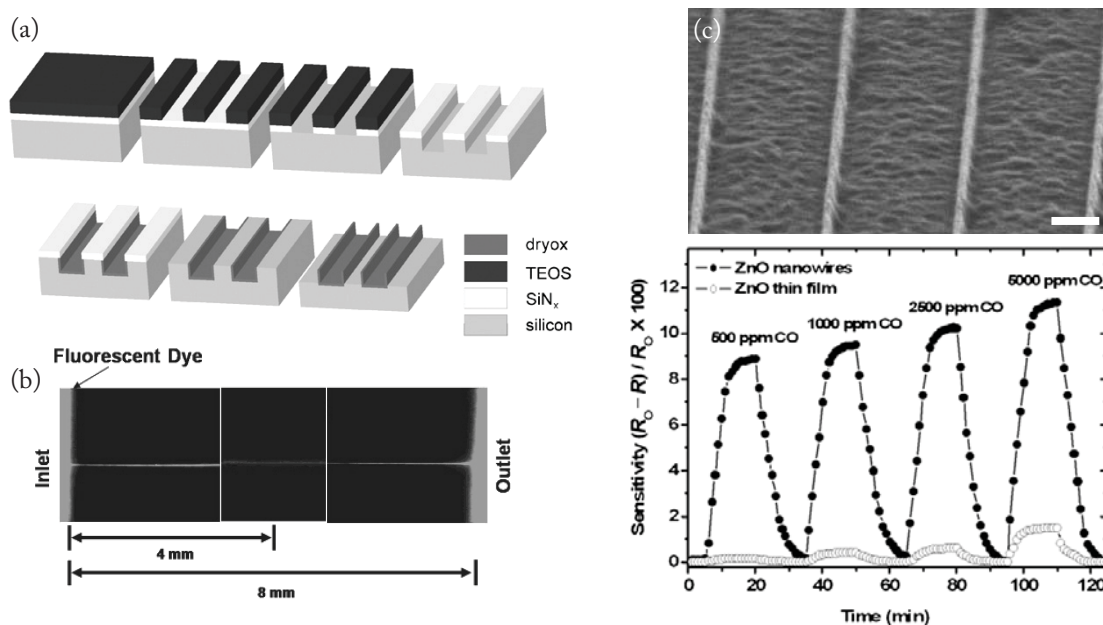 (a)
dryox
TEOS
SiNx
silicon
(b)
Fluorescent Dye
Inlet
Outlet
4 mm
8 mm
(c)
ZnO nanowires
ZnO thin film
500 ppm CO
1000 ppm CO
2500 ppm CO
5000 ppm CO
Sensitivity (RO – R) / RO X 100)
12
10
8
6
4
2
0
0 20 40 60 80 100 120
Time (min)